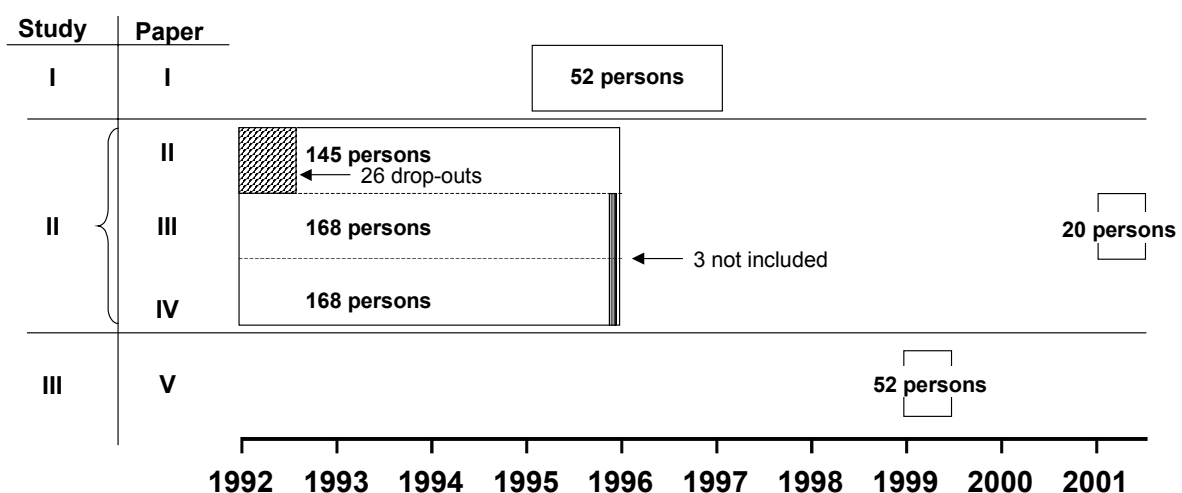 Study Paper
I I 52 persons
II 145 persons
26 drop-outs
II III 168 persons 20 persons
3 not included
IV 168 persons
III V 52 persons
1992 1993 1994 1995 1996 1997 1998 1999 2000 2001